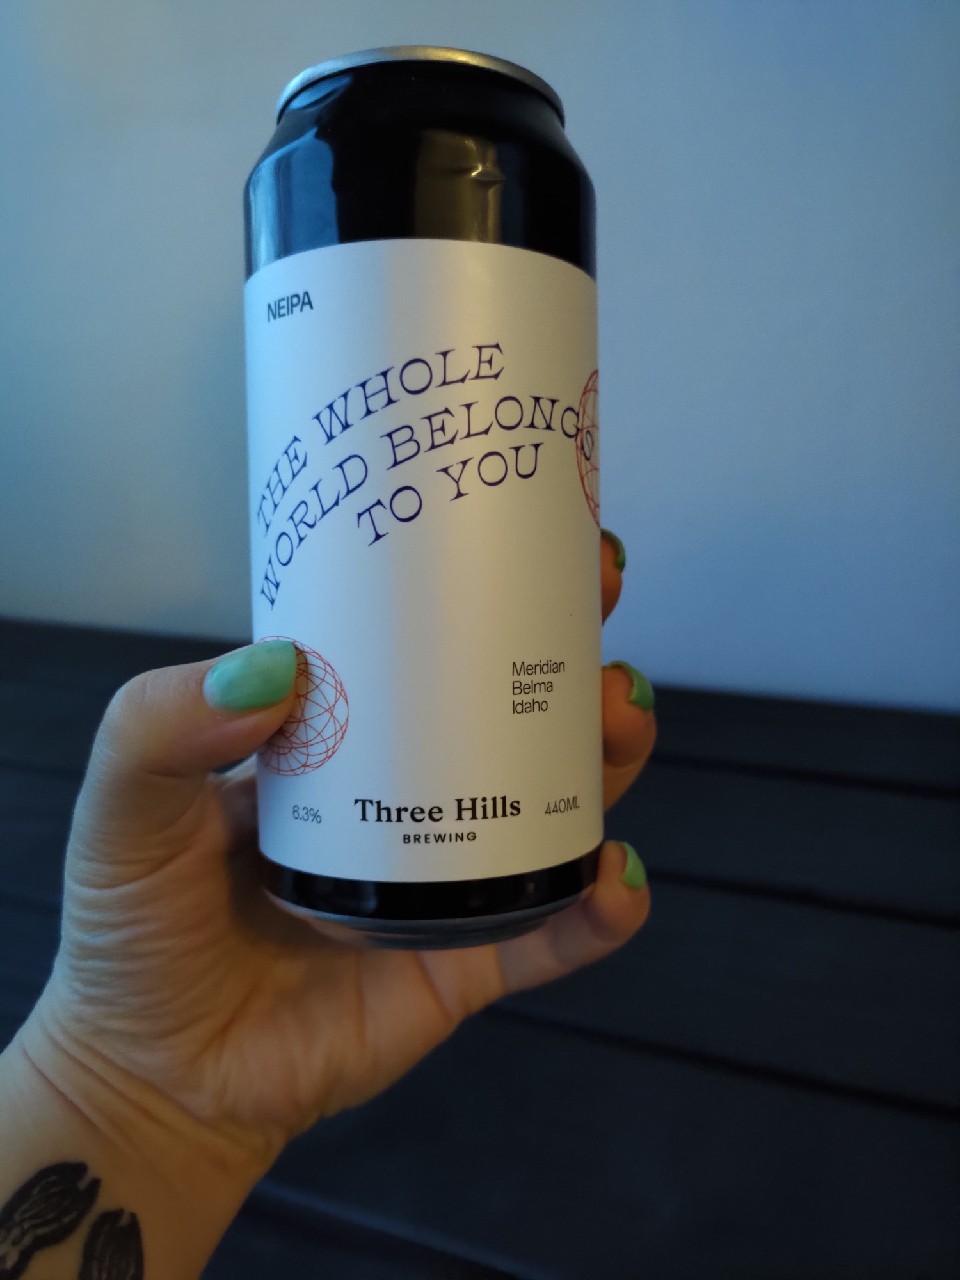 NEIPA
THE WHOLE
WORLD BELONGS
TO YOU
Meridian
Belma
Idaho
6.3%
Three Hills
BREWING
440ML